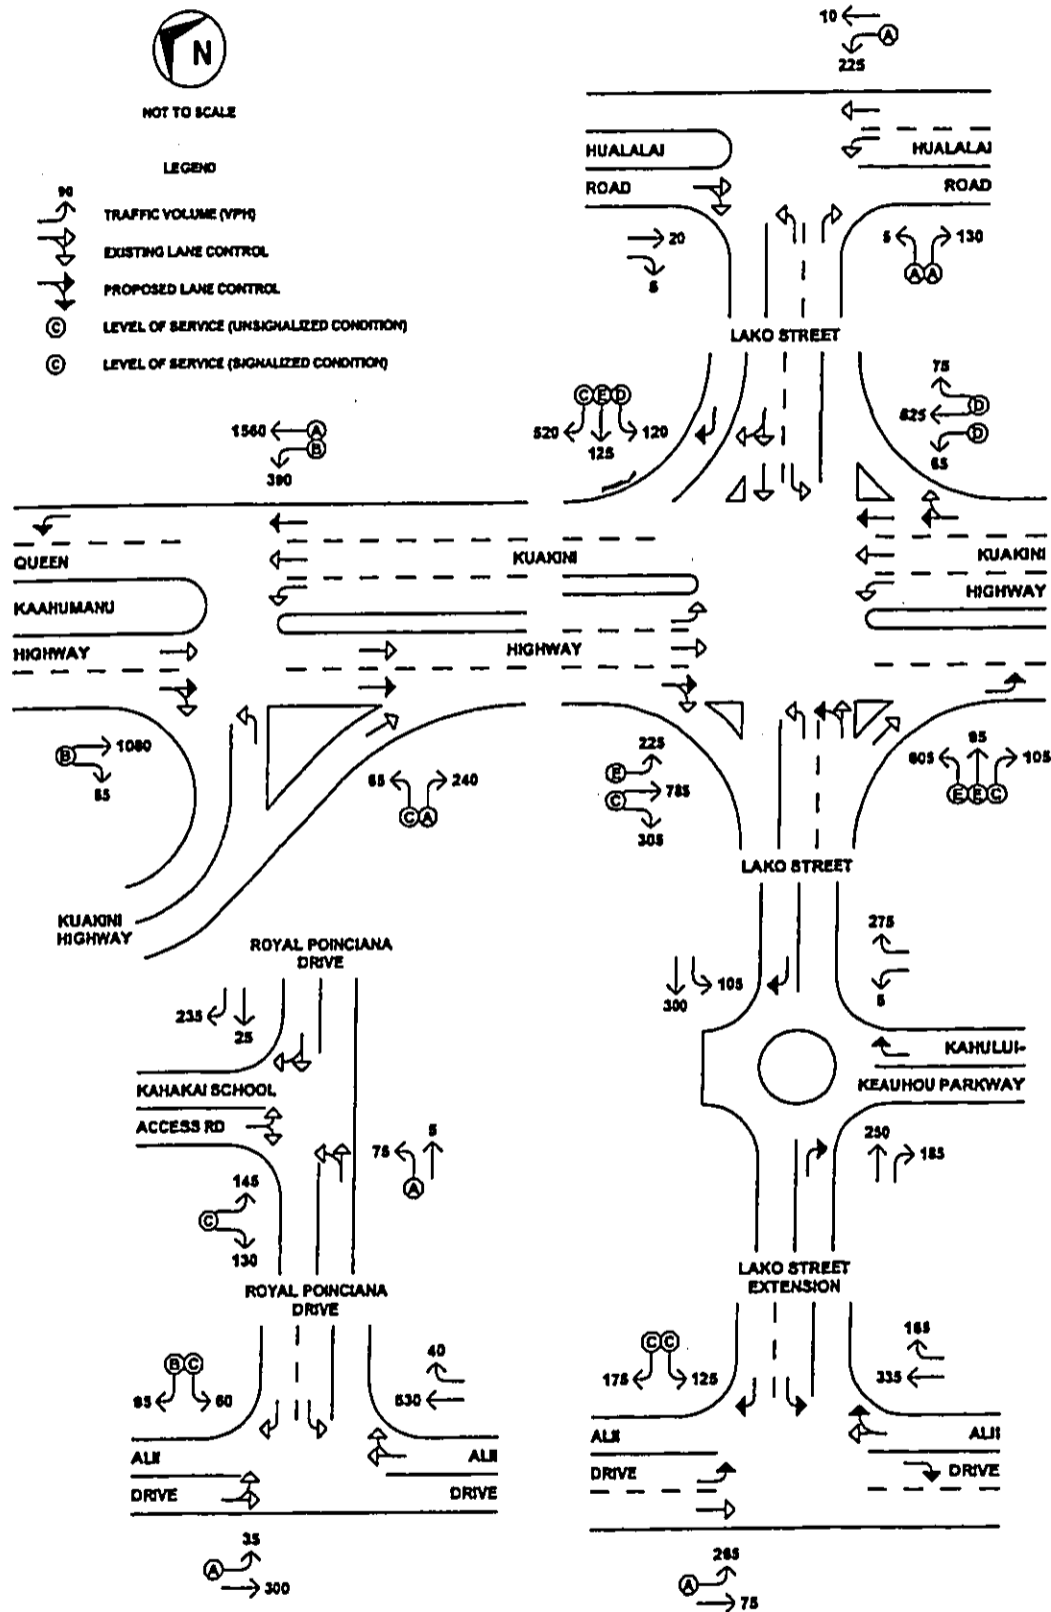 N
NOT TO SCALE
LEGEND
90
TRAFFIC VOLUME (VPH)
EXISTING LANE CONTROL
PROPOSED LANE CONTROL
C LEVEL OF SERVICE (UNSIGNALIZED CONDITION)
C LEVEL OF SERVICE (SIGNALIZED CONDITION)
10
A
225
HUALALAI HUALALAI
ROAD ROAD
20
5
5 130
A A
LAKO STREET
C E D
520 120
125
75
D
825
D
65
1560 A
B
390
QUEEN
KAAHUMANU
HIGHWAY
KUAKINI
HIGHWAY
KUAKINI
HIGHWAY
B 1080
85
65 240
C A
225
E
C 785
305
95
605 105
E E C
LAKO STREET
KUAKINI
HIGHWAY
ROYAL POINCIANA
DRIVE
235
25
KAHAKAI SCHOOL
ACCESS RD
75 5
A
145
C
130
ROYAL POINCIANA
DRIVE
300 105
275
5
KAHULUI-
KEAUHOU PARKWAY
250 185
LAKO STREET
EXTENSION
B C
95 60
40
530
ALII ALII
DRIVE DRIVE
35
A
300
C C
175 125
165
335
ALII ALII
DRIVE DRIVE
265
A
75